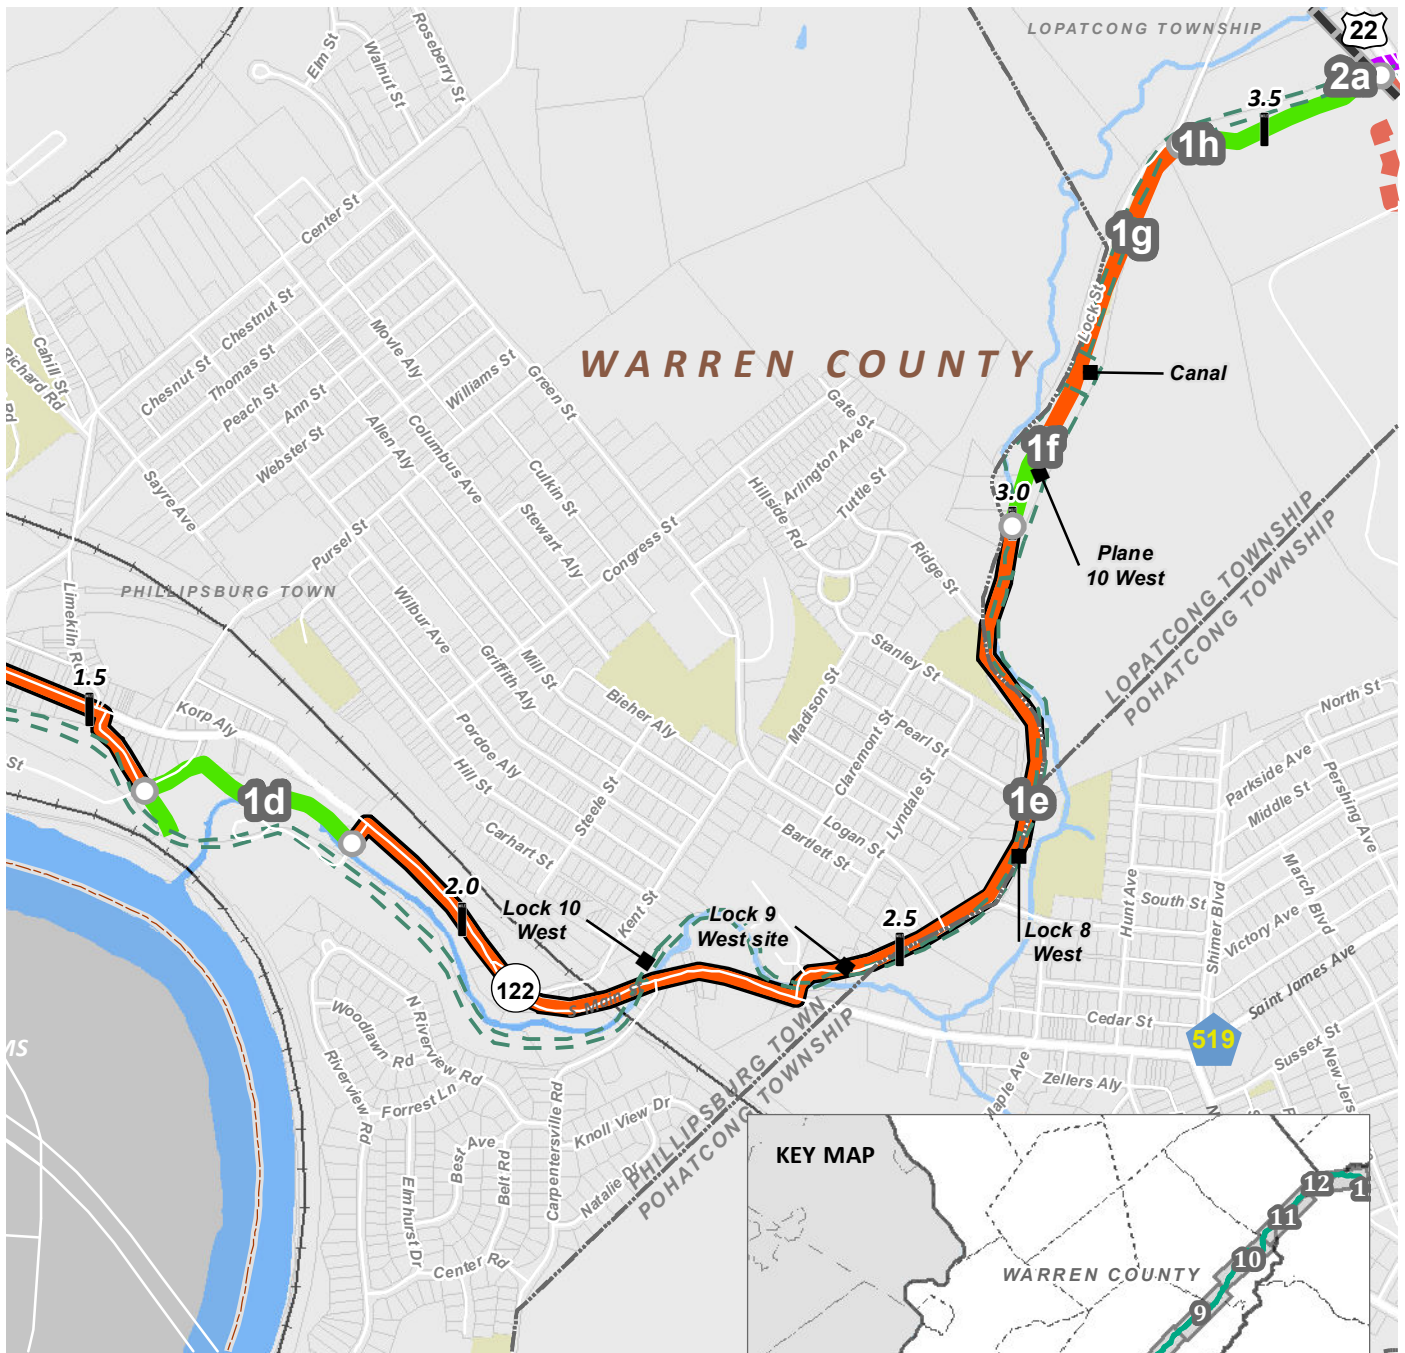 LOPATCONG TOWNSHIP
22
2a
3.5
1h
1g
Elm St
Walnut St
Roseberry St
Center St
Cahill St
Richard Rd
Rd
Chestnut St
Chesnut St
Thomas St
Peach St
Ann St
Webster St
Movle Aly
Williams St
Green St
Allen Aly
Columbus Ave
Culkin St
Stewart Aly
Congress St
Sayre Ave
Pursel St
WARREN COUNTY
Lock St
Canal
1f
3.0
Plane
10 West
Gate St
Arlington Ave
Tuttle St
Hillside Rd
Ridge St
LOPATCONG TOWNSHIP
POHATCONG TOWNSHIP
PHILLIPSBURG TOWN
Limekiln R
1.5
Korp Aly
St
1d
Wilbur Ave
Griffith Aly
Mill St
Bieher Aly
Pordoe Aly
Hill St
Steele St
Carhart St
Kent St
Madison St
Stanley St
Claremont St
Pearl St
Lyndale St
Logan St
Bartlett St
1e
North St
Parkside Ave
Pershing Ave
Middle St
March Blvd
South St
Hunt Ave
Shimer Blvd
Victory Ave
Saint James Ave
Cedar St
519
Sussex St
New Jers
Zellers Aly
Maple Ave
2.0
122
S Main
Lock 10
West
Lock 9
West site
2.5
Lock 8
West
PHILLIPSBURG TOWN
POHATCONG TOWNSHIP
MS
Woodlawn Rd
N Riverview Rd
Riverview Rd
Forrest Ln
Best Ave
Belt Rd
Elmhurst Dr
Center Rd
Carpentersville Rd
Knoll View Dr
Natalie Dr
KEY MAP
WARREN COUNTY
12
1
11
10
9